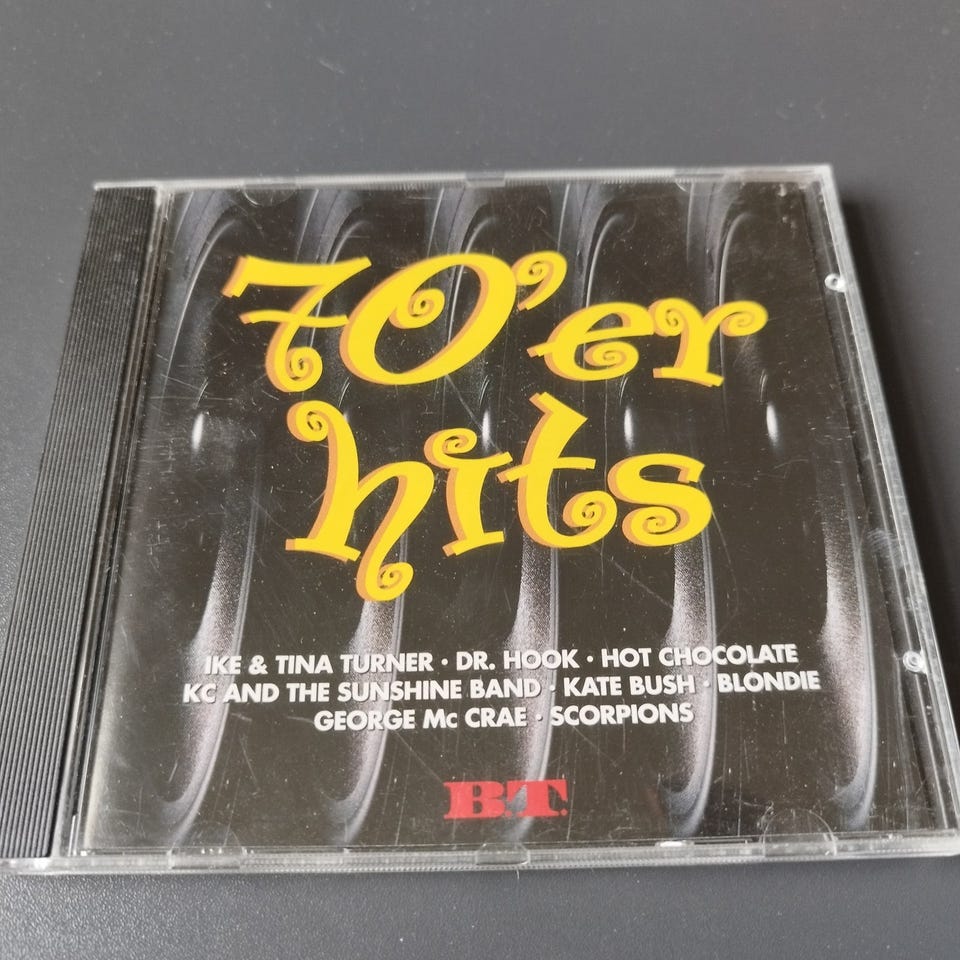 70'er
hits
IKE & TINA TURNER · DR. HOOK · HOT CHOCOLATE
KC AND THE SUNSHINE BAND · KATE BUSH · BLONDIE
GEORGE Mc CRAE · SCORPIONS
B.T.